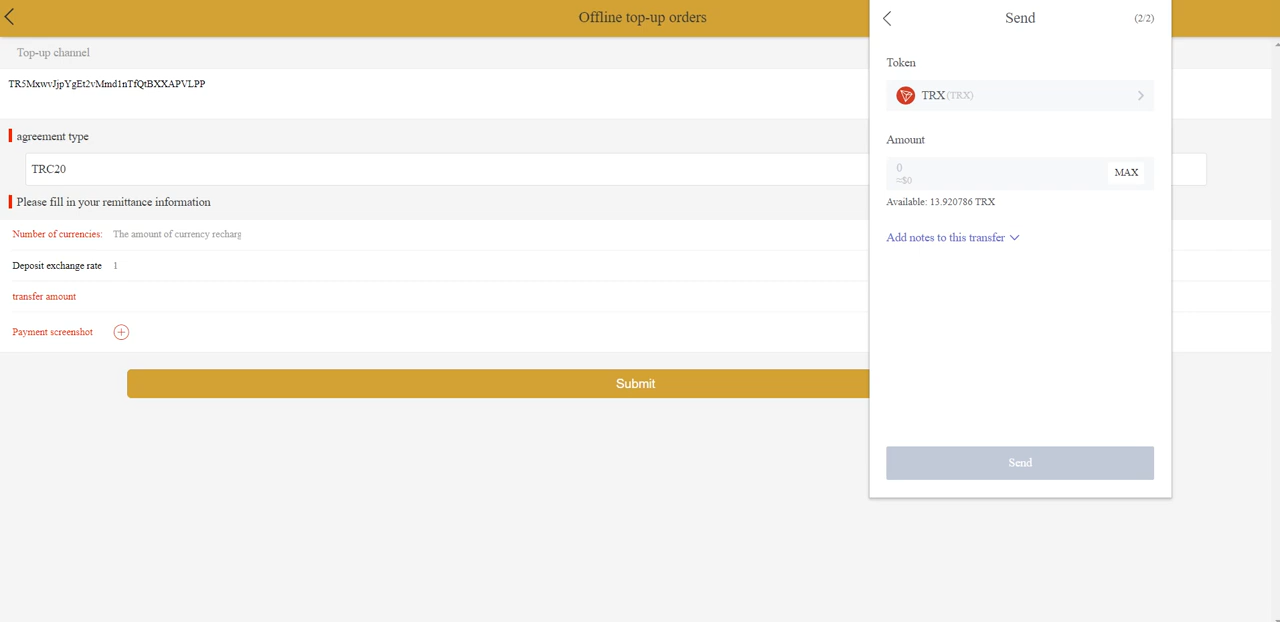 Offline top-up orders
Top-up channel
TR5MxwvJjpYgEt2vMmd1nTfQtBXXAPVLPP
agreement type
TRC20
Please fill in your remittance information
Number of currencies: The amount of currency recharg
Deposit exchange rate 1
transfer amount
Payment screenshot
Submit
Send (2/2)
Token
TRX (TRX)
Amount
0
≈$0
MAX
Available: 13.920786 TRX
Add notes to this transfer
Send